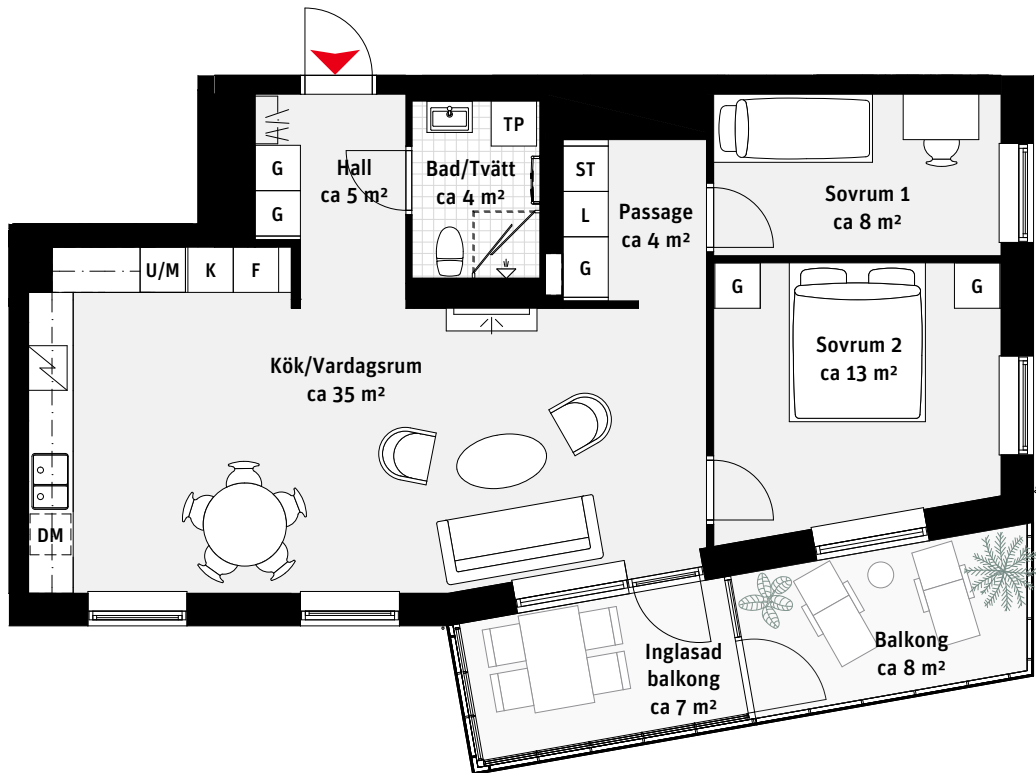 TP
G
Hall
ca 5 m²
Bad/Tvätt
ca 4 m²
G
ST
L
G
Passage
ca 4 m²
Sovrum 1
ca 8 m²
U/M
K
F
G
G
Sovrum 2
ca 13 m²
Kök/Vardagsrum
ca 35 m²
DM
Inglasad
balkong
ca 7 m²
Balkong
ca 8 m²